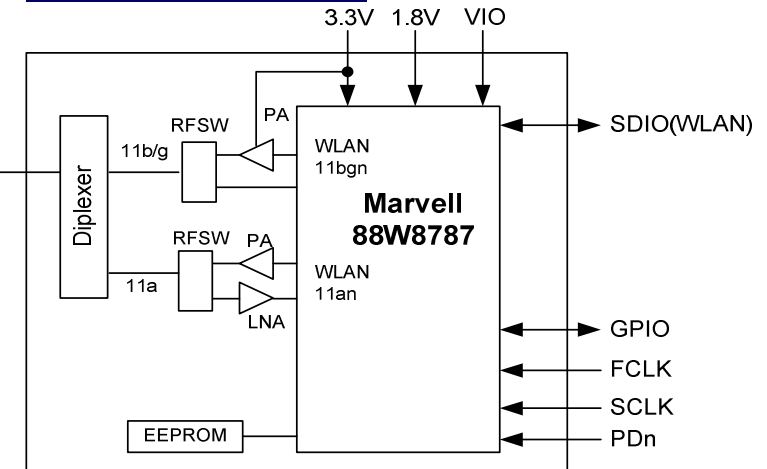 3.3V 1.8V VIO
PA
RFSW
11b/g
WLAN
11bgn
SDIO(WLAN)
Diplexer
Marvell
88W8787
RFSW
PA
WLAN
11an
11a
LNA
GPIO
FCLK
SCLK
EEPROM
PDn